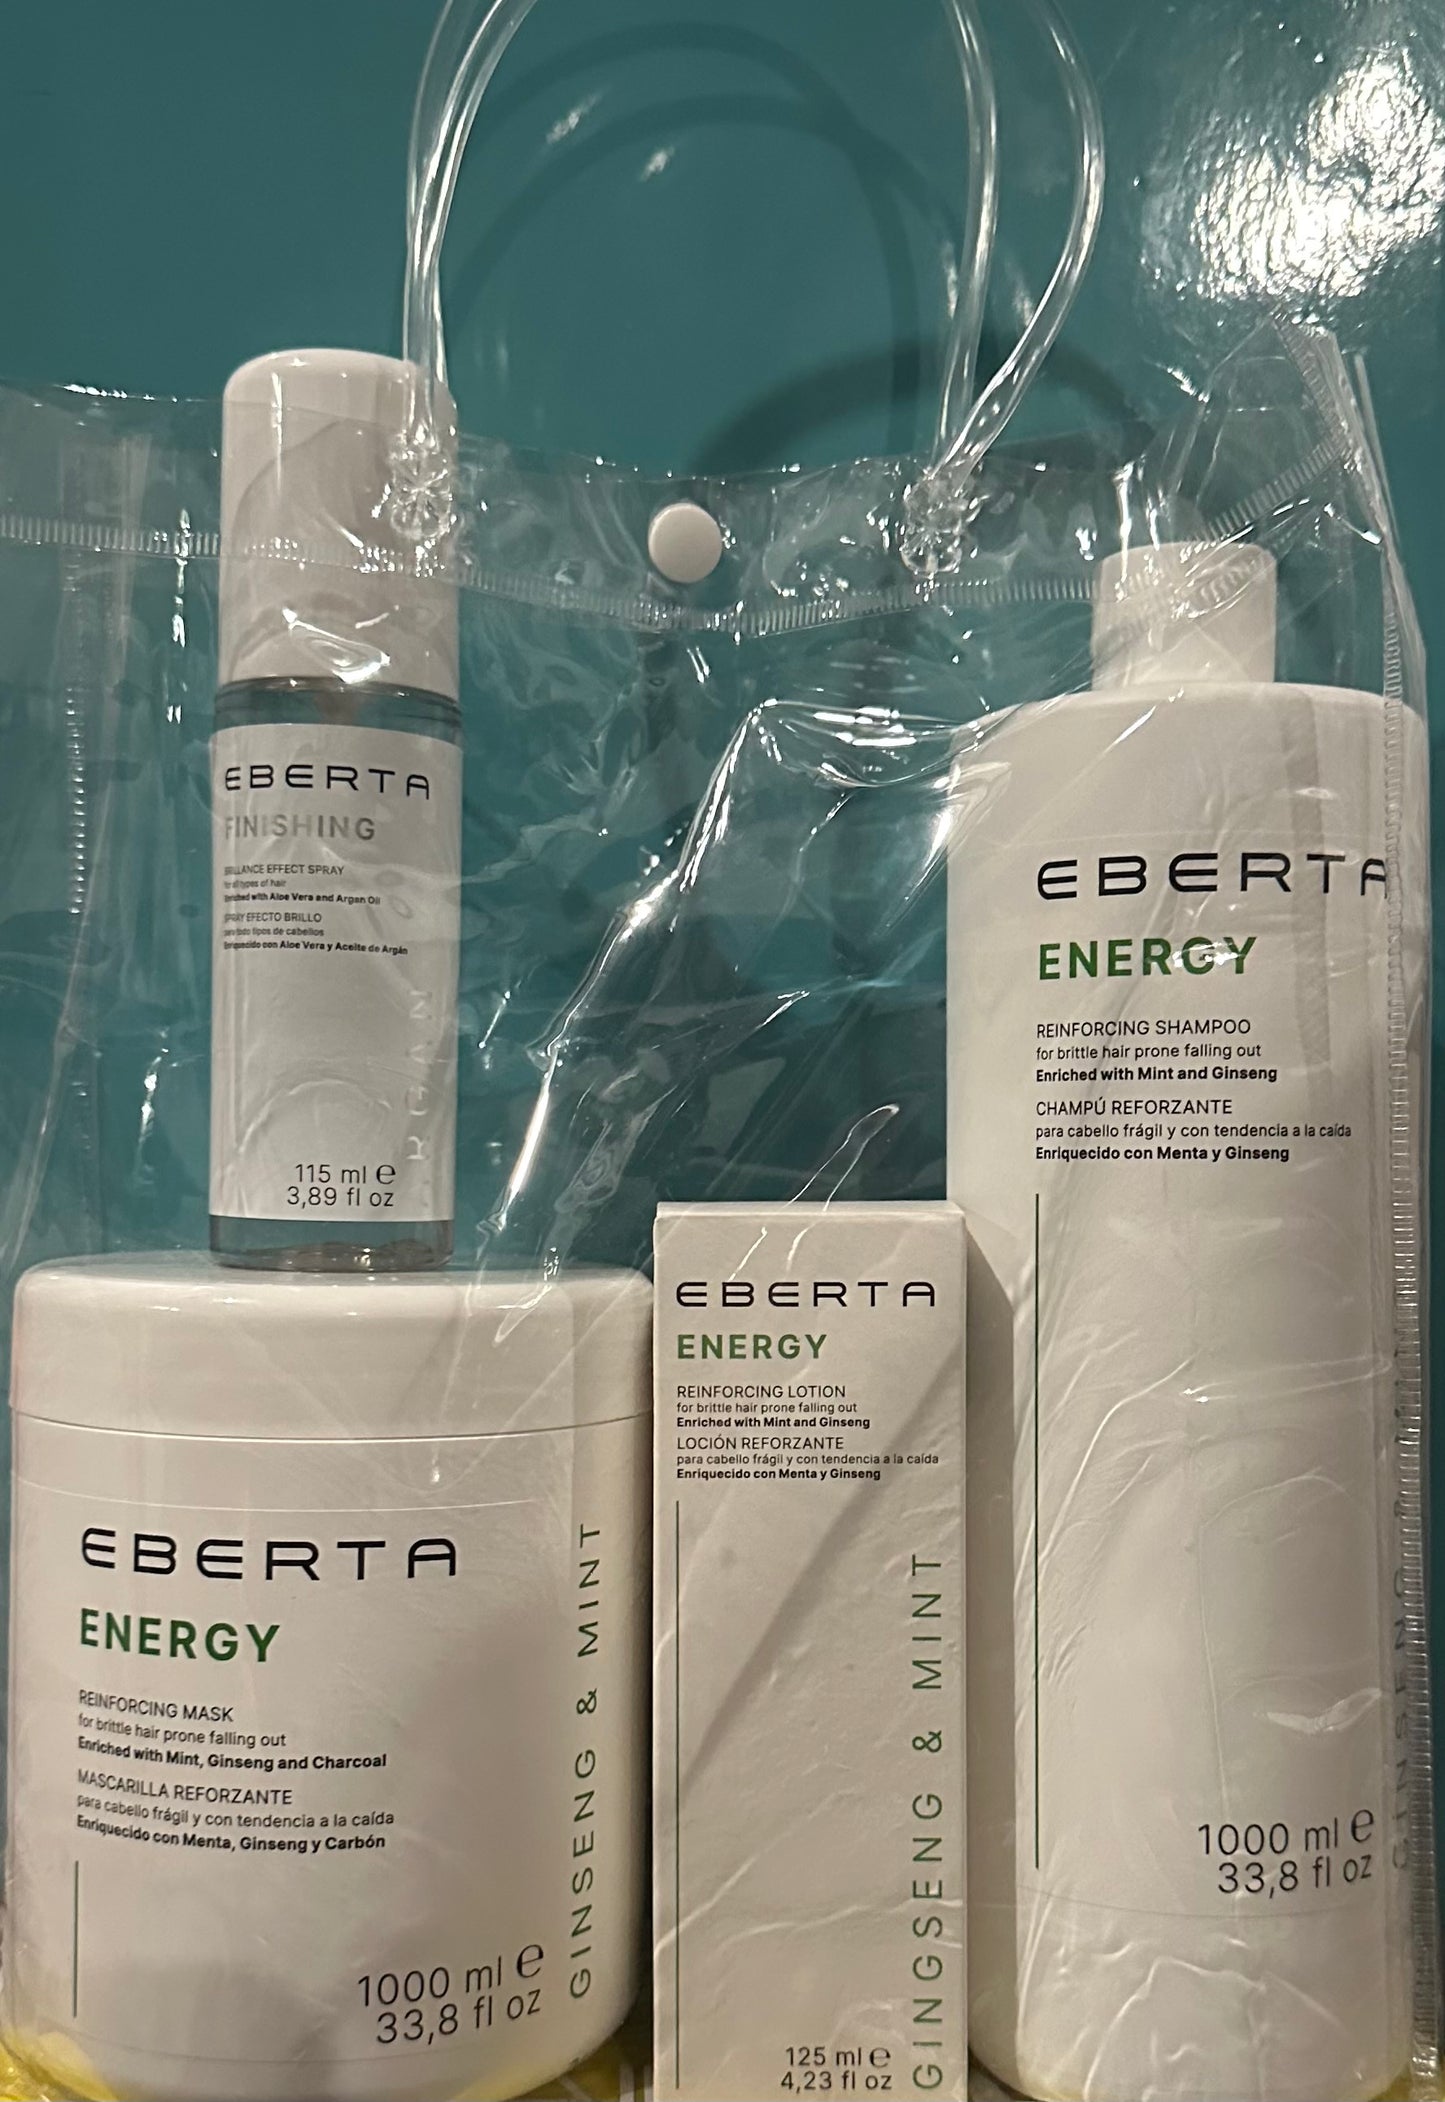 EBERTA
FINISHING
BRILLANCE EFFECT SPRAY
for all types of hair
Enriched with Aloe Vera and Argan Oil
SPRAY EFECTO BRILLO
para todo tipos de cabellos
Enriquecido con Aloe Vera y Aceite de Argán
ARGAN
115 ml e
3,89 fl oz
EBERTA
ENERGY
REINFORCING SHAMPOO
for brittle hair prone falling out
Enriched with Mint and Ginseng
CHAMPÚ REFORZANTE
para cabello frágil y con tendencia a la caída
Enriquecido con Menta y Ginseng
1000 ml e
33,8 fl oz
EBERTA
ENERGY
REINFORCING LOTION
for brittle hair prone falling out
Enriched with Mint and Ginseng
LOCIÓN REFORZANTE
para cabello frágil y con tendencia a la caída
Enriquecido con Menta y Ginseng
GINGSENG & MINT
125 ml e
4,23 fl oz
EBERTA
ENERGY
REINFORCING MASK
for brittle hair prone falling out
Enriched with Mint, Ginseng and Charcoal
MASCARILLA REFORZANTE
para cabello frágil y con tendencia a la caída
Enriquecido con Menta, Ginseng y Carbón
GINSENG & MINT
1000 ml e
33,8 fl oz